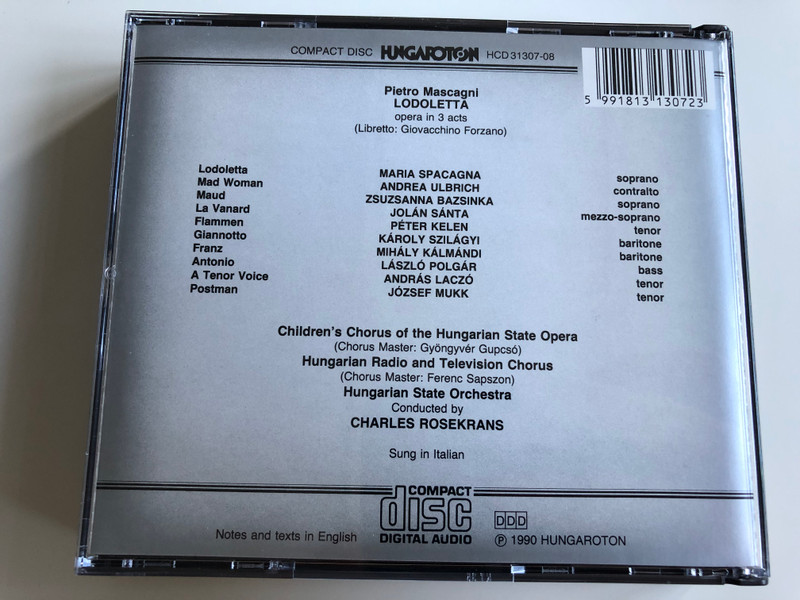 COMPACT DISC HUNGAROTON HCD 31307-08
5 991813 130723
Pietro Mascagni
LODOLETTA
opera in 3 acts
(Libretto: Giovacchino Forzano)
Lodoletta MARIA SPACAGNA soprano
Mad Woman ANDREA ULBRICH contralto
Maud ZSUZSANNA BAZSINKA soprano
La Vanard JOLÁN SÁNTA mezzo-soprano
Flammen PÉTER KELEN tenor
Giannotto KÁROLY SZILÁGYI baritone
Franz MIHÁLY KÁLMÁNDI baritone
Antonio LÁSZLÓ POLGÁR bass
A Tenor Voice ANDRÁS LACZÓ tenor
Postman JÓZSEF MUKK tenor
Children's Chorus of the Hungarian State Opera
(Chorus Master: Gyöngyvér Gupcsó)
Hungarian Radio and Television Chorus
(Chorus Master: Ferenc Sapszon)
Hungarian State Orchestra
Conducted by
CHARLES ROSEKRANS
Sung in Italian
COMPACT
disc
DIGITAL AUDIO
Notes and texts in English
DDD
℗ 1990 HUNGAROTON